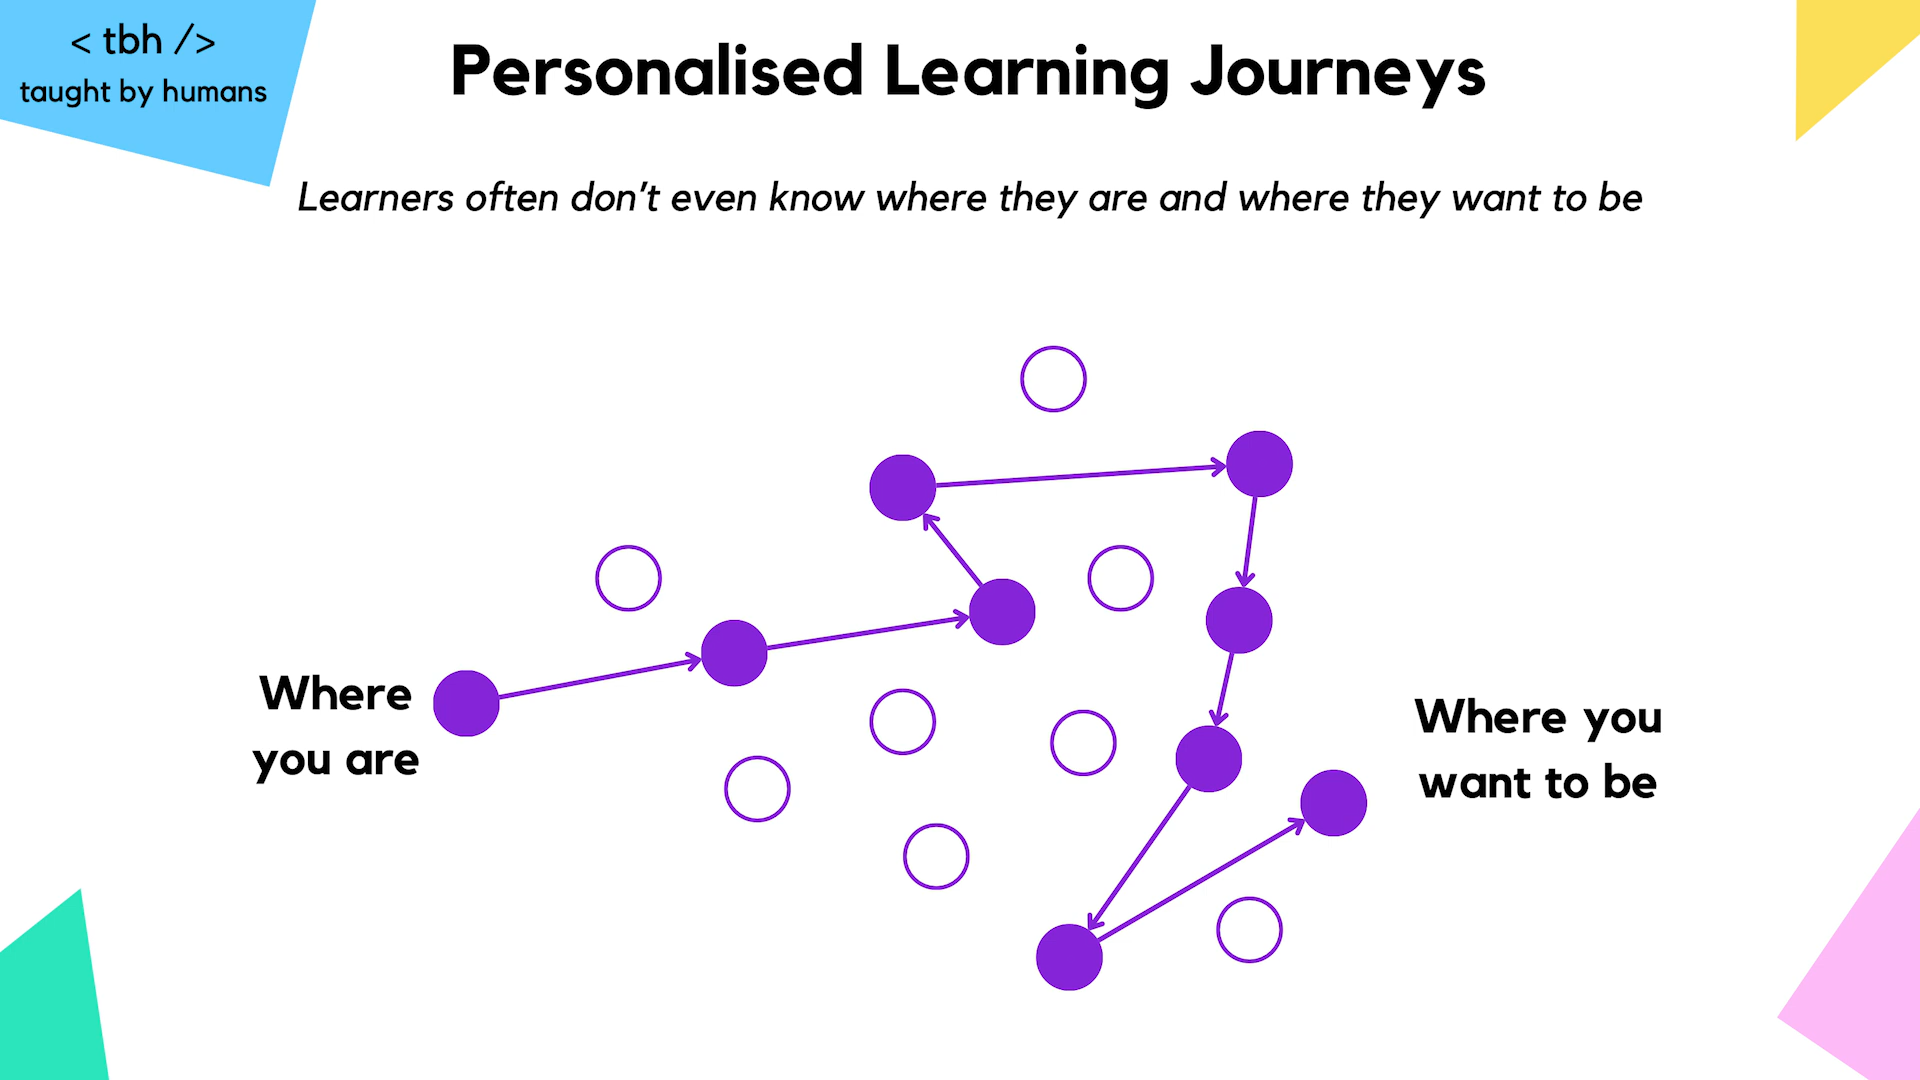 < tbh />
taught by humans
Personalised Learning Journeys
Learners often don't even know where they are and where they want to be
Where
you are
Where you
want to be